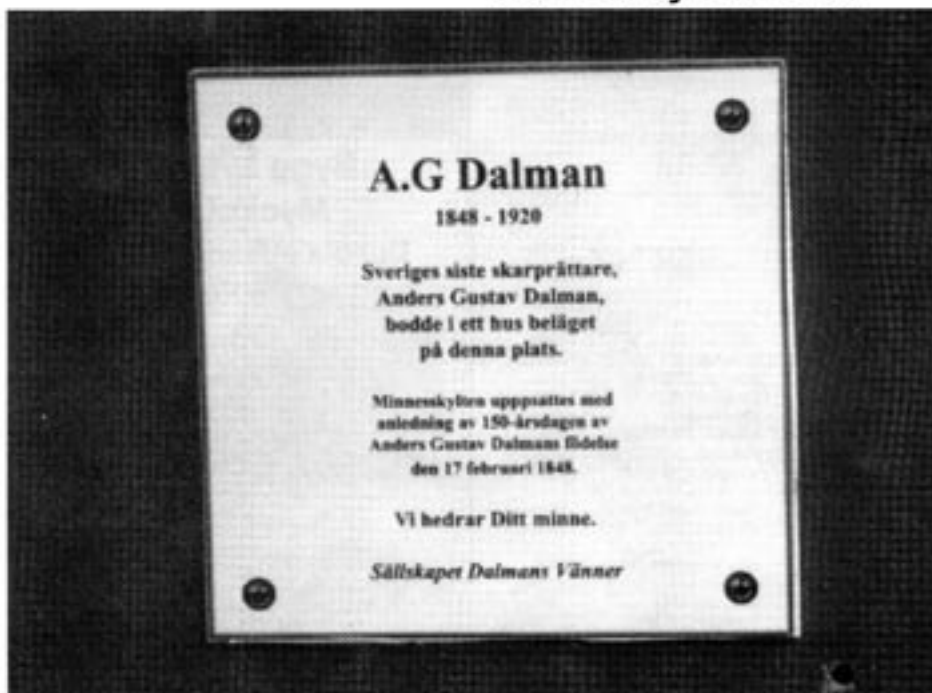 A.G Dalman
1848 - 1920
Sveriges siste skarprättare,
Anders Gustav Dalman,
bodde i ett hus beläget
på denna plats.
Minnesskylten upppsattes med
anledning av 150-årsdagen av
Anders Gustav Dalmans födelse
den 17 februari 1848.
Vi hedrar Ditt minne.
Sällskapet Dalmans Vänner